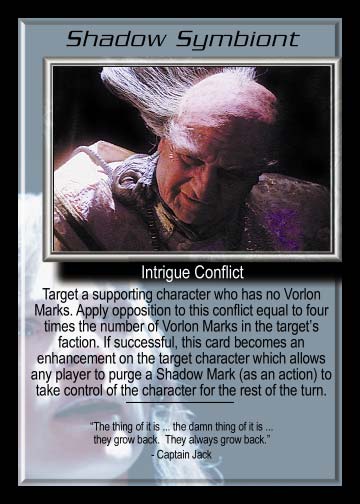 Shadow Symbiont
Intrigue Conflict
Target a supporting character who has no Vorlon
Marks. Apply opposition to this conflict equal to four
times the number of Vorlon Marks in the target's
faction. If successful, this card becomes an
enhancement on the target character which allows
any player to purge a Shadow Mark (as an action) to
take control of the character for the rest of the turn.
"The thing of it is ... the damn thing of it is ...
they grow back.  They always grow back."
- Captain Jack